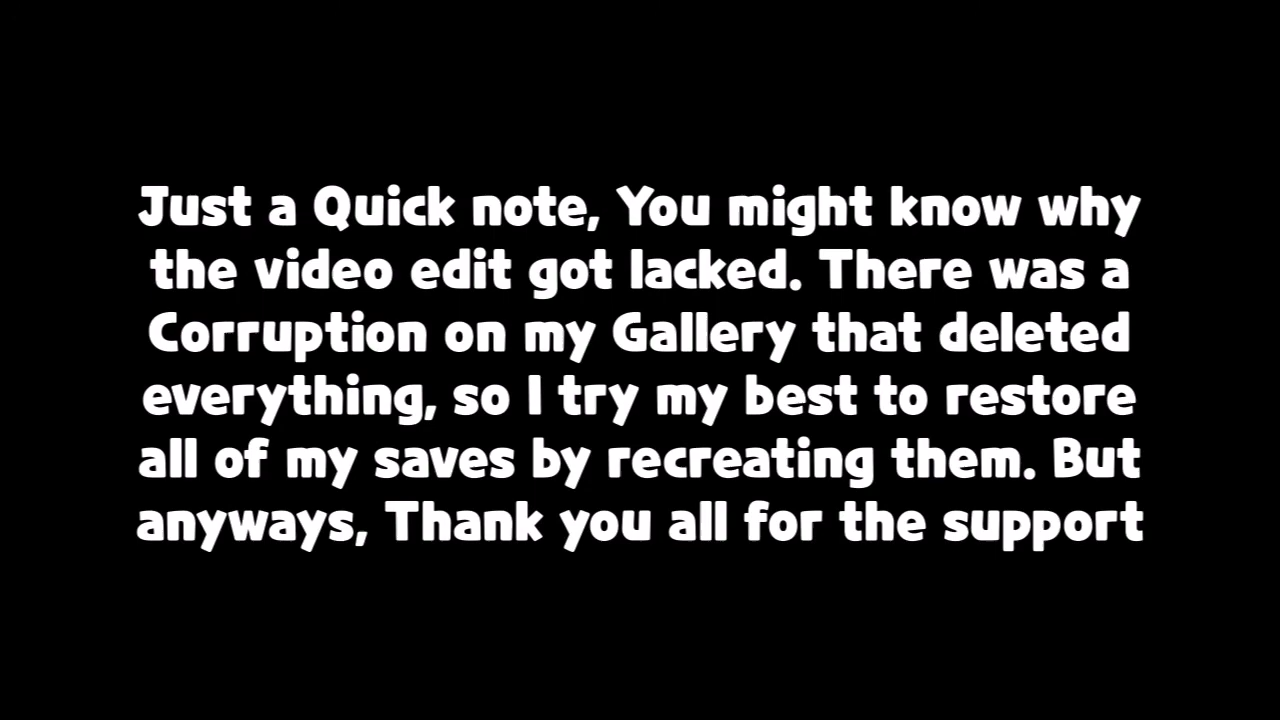 Just a Quick note, You might know why
the video edit got lacked. There was a
Corruption on my Gallery that deleted
everything, so I try my best to restore
all of my saves by recreating them. But
anyways, Thank you all for the support